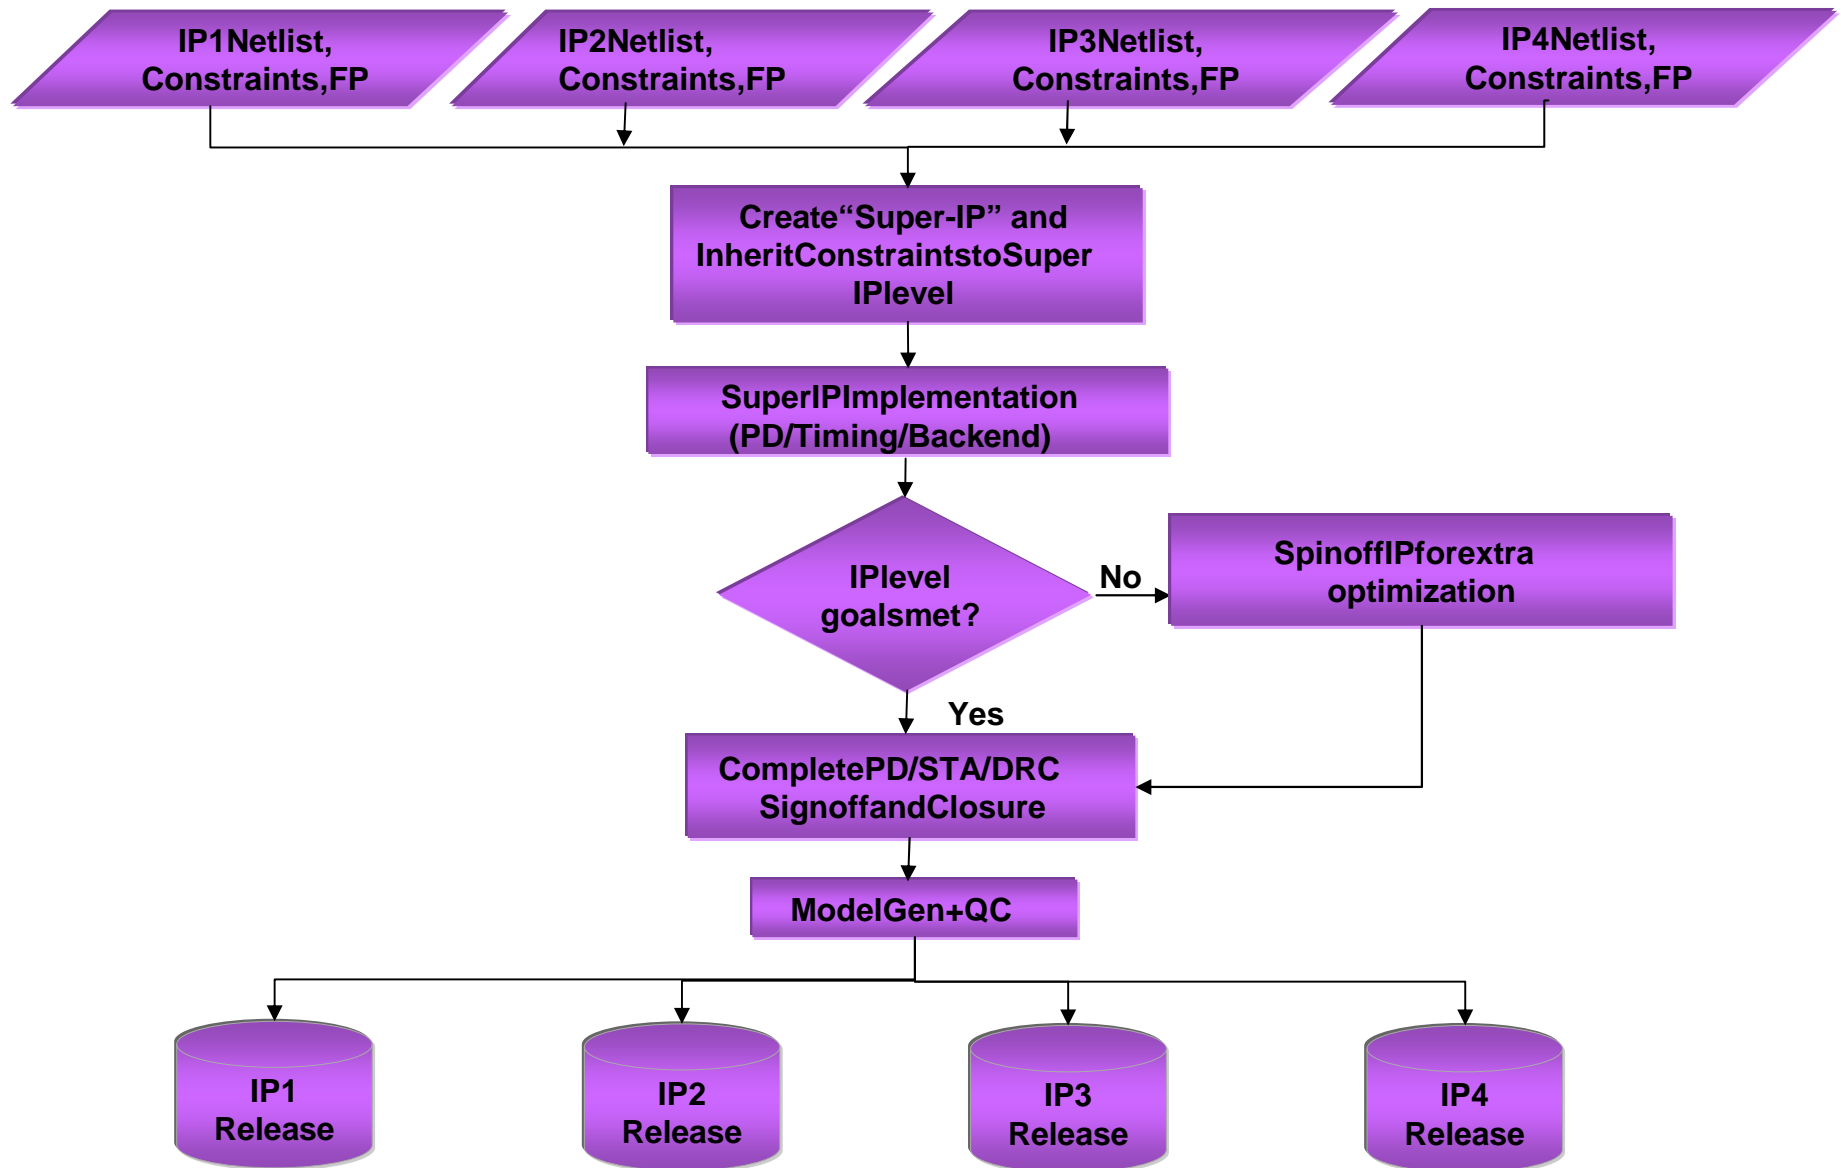 IP1Netlist,
Constraints,FP
IP2Netlist,
Constraints,FP
IP3Netlist,
Constraints,FP
IP4Netlist,
Constraints,FP
Create“Super-IP” and
InheritConstraintstoSuper
IPlevel
SuperIPImplementation
(PD/Timing/Backend)
IPlevel
goalsmet?
No
SpinoffIPforextra
optimization
Yes
CompletePD/STA/DRC
SignoffandClosure
ModelGen+QC
IP1
Release
IP2
Release
IP3
Release
IP4
Release